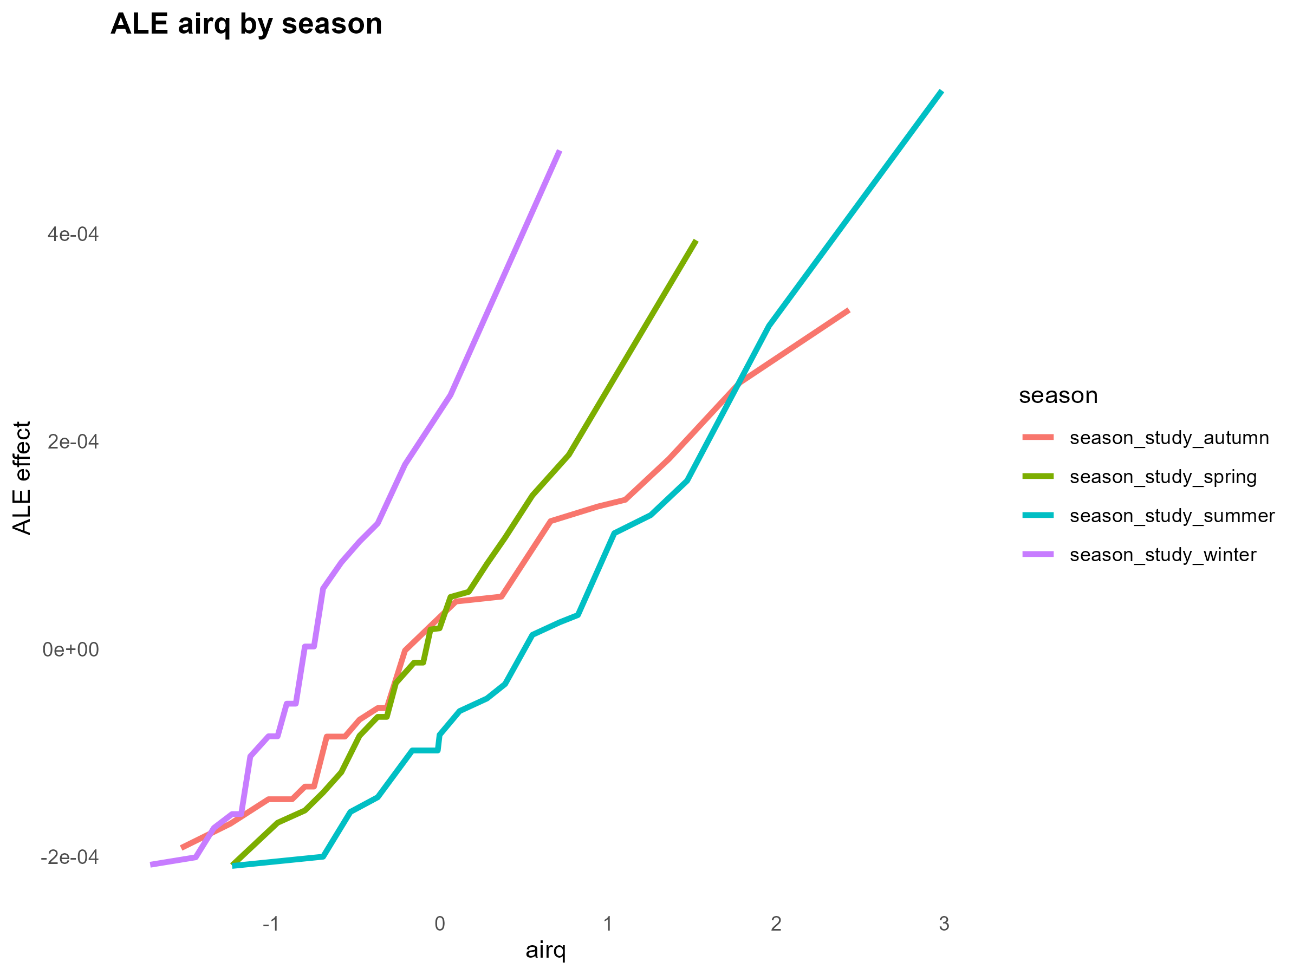 ALE airq by season
4e-04
2e-04
0e+00
-2e-04
ALE effect
-1 0 1 2 3
airq
season
season_study_autumn
season_study_spring
season_study_summer
season_study_winter